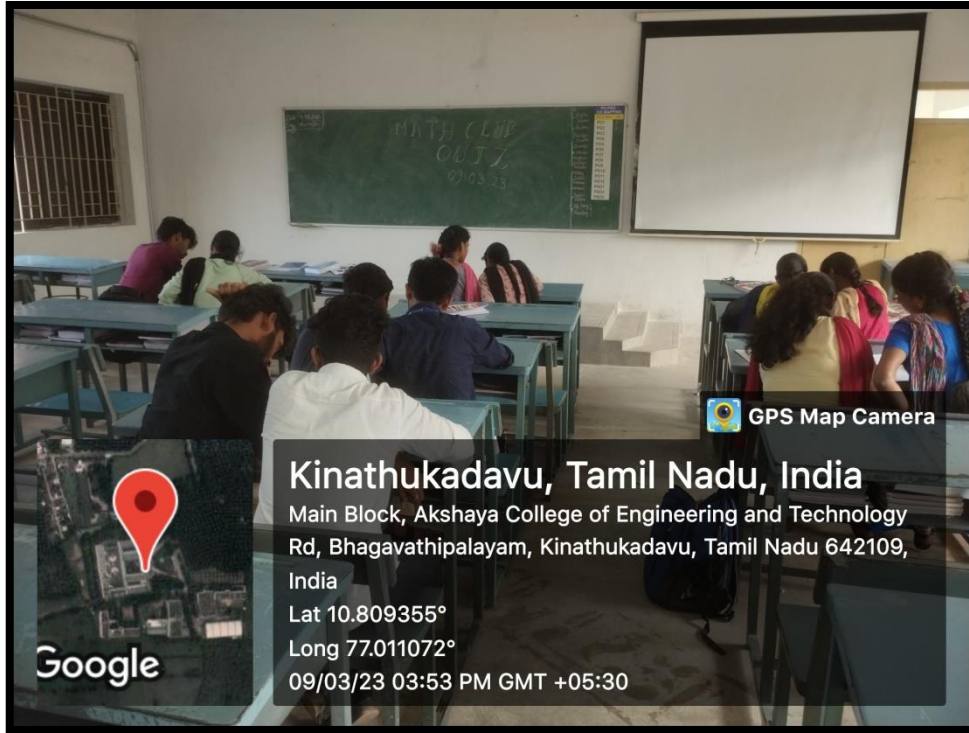 MATH CLUB
QUIZ
09.03.23
GPS Map Camera
Kinathukadavu, Tamil Nadu, India
Main Block, Akshaya College of Engineering and Technology
Rd, Bhagavathipalayam, Kinathukadavu, Tamil Nadu 642109,
India
Lat 10.809355°
Long 77.011072°
09/03/23 03:53 PM GMT +05:30
Google